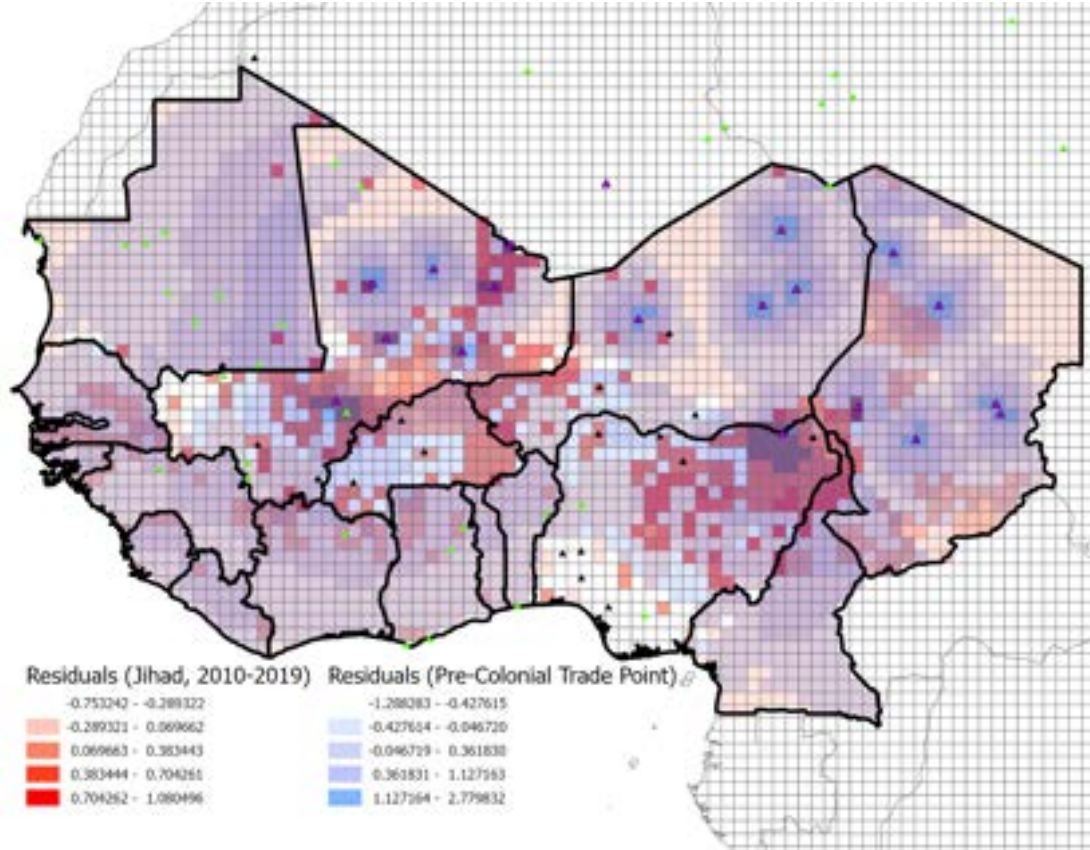 Residuals (Jihad, 2010-2019)
-0.753242 - -0.289322
-0.289321 - 0.069662
0.069663 - 0.383443
0.383444 - 0.704261
0.704262 - 1.080496
Residuals (Pre-Colonial Trade Point)
-1.288283 - -0.427615
-0.427614 - -0.046720
-0.046719 - 0.361830
0.361831 - 1.127163
1.127164 - 2.779832